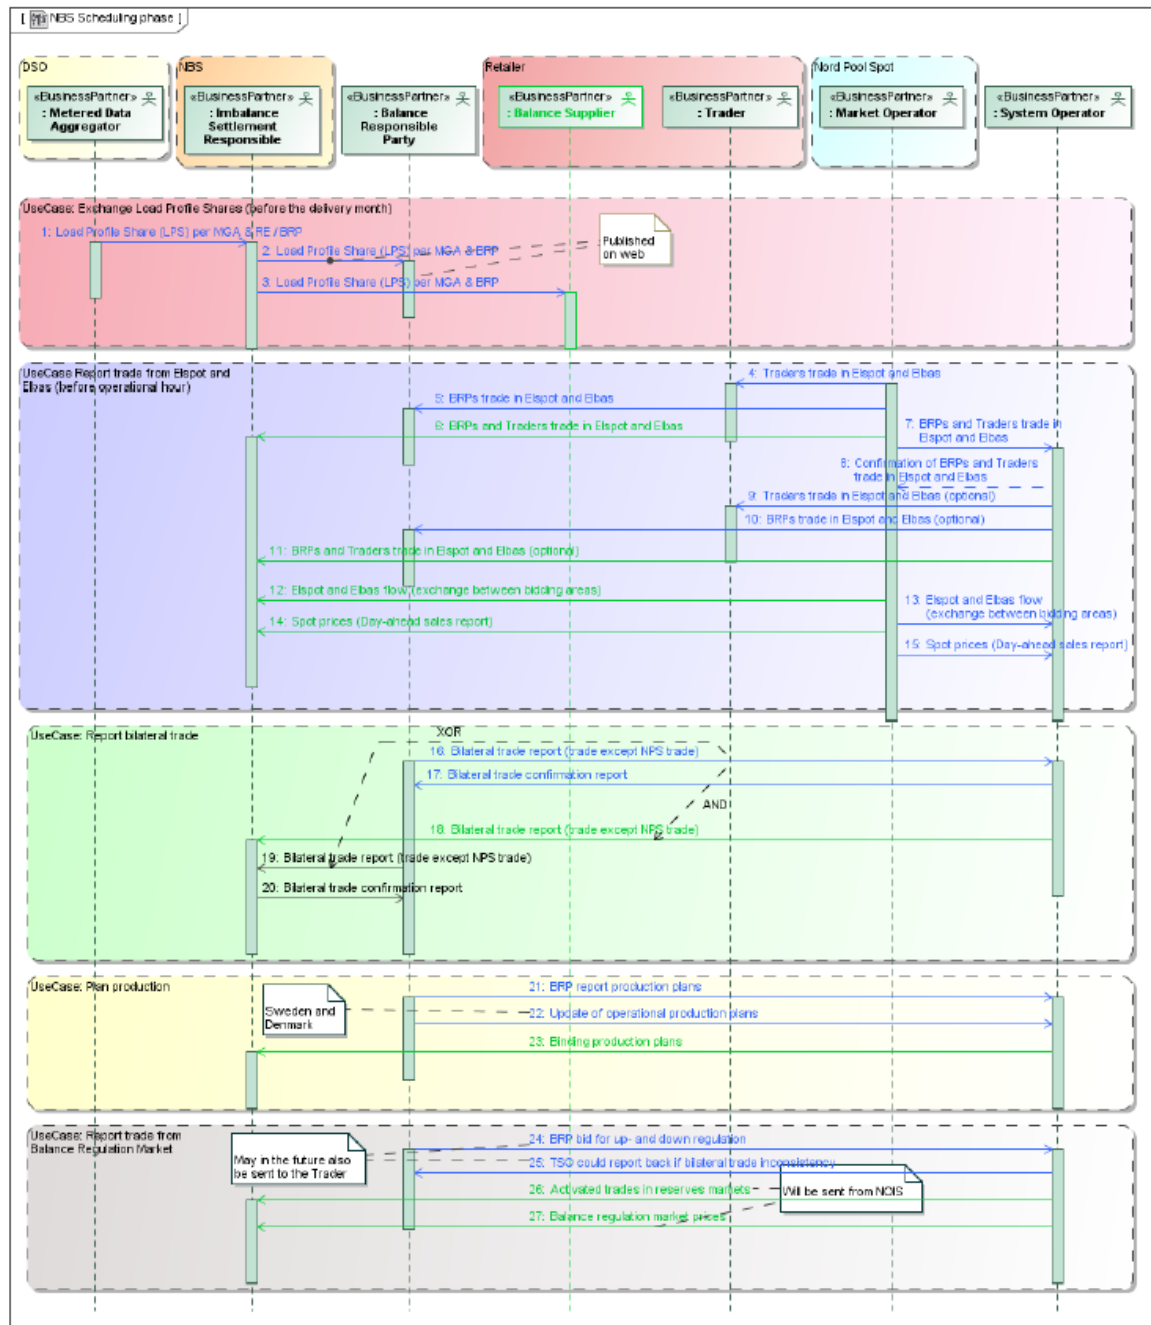 [ NBS Scheduling phase ]
DSO
NBS
Retailer
Nord Pool Spot
«BusinessPartner»
: Metered Data
Aggregator
«BusinessPartner»
: Imbalance
Settlement
Responsible
«BusinessPartner»
: Balance
Responsible
Party
«BusinessPartner»
: Balance Supplier
«BusinessPartner»
: Trader
«BusinessPartner»
: Market Operator
«BusinessPartner»
: System Operator
UseCase: Exchange Load Profile Shares (before the delivery month)
1: Load Profile Share (LPS) per MGA & RE / BRP
2: Load Profile Share (LPS) per MGA & BRP
Published
on web
3: Load Profile Share (LPS) per MGA & BRP
UseCase Report trade from Elspot and
Elbas (before operational hour)
4: Traders trade in Elspot and Elbas
5: BRPs trade in Elspot and Elbas
6: BRPs and Traders trade in Elspot and Elbas
7: BRPs and Traders trade in
Elspot and Elbas
8: Confirmation of BRPs and Traders
trade in Elspot and Elbas
9: Traders trade in Elspot and Elbas (optional)
10: BRPs trade in Elspot and Elbas (optional)
11: BRPs and Traders trade in Elspot and Elbas (optional)
12: Elspot and Elbas flow (exchange between bidding areas)
13: Elspot and Elbas flow
(exchange between bidding areas)
14: Spot prices (Day-ahead sales report)
15: Spot prices (Day-ahead sales report)
UseCase: Report bilateral trade
XOR
16: Bilateral trade report (trade except NPS trade)
17: Bilateral trade confirmation report
AND
18: Bilateral trade report (trade except NPS trade)
19: Bilateral trade report (trade except NPS trade)
20: Bilateral trade confirmation report
UseCase: Plan production
21: BRP report production plans
Sweden and
Denmark
22: Update of operational production plans
23: Binding production plans
UseCase: Report trade from
Balance Regulation Market
24: BRP bid for up- and down regulation
May in the future also
be sent to the Trader
25: TSO could report back if bilateral trade inconsistency
26: Activated trades in reserves markets
Will be sent from NOIS
27: Balance regulation market prices